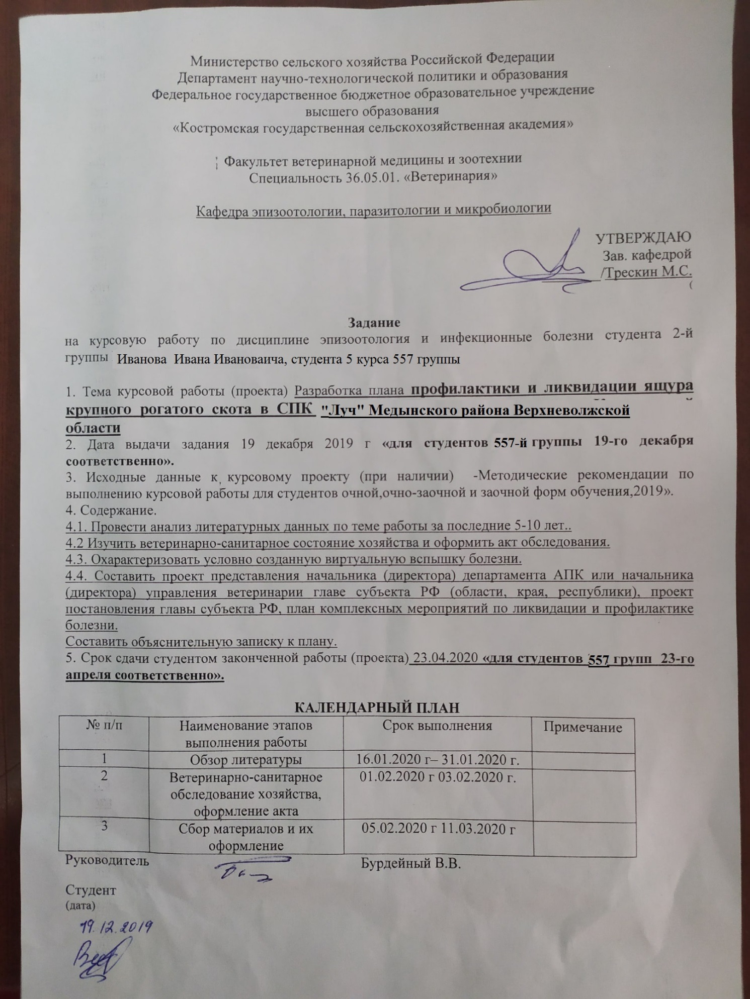 Министерство сельского хозяйства Российской Федерации
Департамент научно-технологической политики и образования
Федеральное государственное бюджетное образовательное учреждение
высшего образования
«Костромская государственная сельскохозяйственная академия»
Факультет ветеринарной медицины и зоотехнии
Специальность 36.05.01. «Ветеринария»
Кафедра эпизоотологии, паразитологии и микробиологии
УТВЕРЖДАЮ
Зав. кафедрой
/Трескин М.С.
(
Задание
на курсовую работу по дисциплине эпизоотология и инфекционные болезни студента 2-й
группы Иванова Ивана Ивановаича, студента 5 курса 557 группы
1. Тема курсовой работы (проекта) Разработка плана профилактики и ликвидации ящура
крупного рогатого скота в СПК "Луч" Медынского района Верхневолжской
области
2. Дата выдачи задания 19 декабря 2019 г «для студентов 557-й группы 19-го декабря
соответственно».
3. Исходные данные к курсовому проекту (при наличии) -Методические рекомендации по
выполнению курсовой работы для студентов очной,очно-заочной и заочной форм обучения,2019».
4. Содержание.
4.1. Провести анализ литературных данных по теме работы за последние 5-10 лет..
4.2 Изучить ветеринарно-санитарное состояние хозяйства и оформить акт обследования.
4.3. Охарактеризовать условно созданную виртуальную вспышку болезни.
4.4. Составить проект представления начальника (директора) департамента АПК или начальника
(директора) управления ветеринарии главе субъекта РФ (области, края, республики), проект
постановления главы субъекта РФ, план комплексных мероприятий по ликвидации и профилактике
болезни.
Составить объяснительную записку к плану.
5. Срок сдачи студентом законченной работы (проекта) 23.04.2020 «для студентов 557 групп 23-го
апреля соответственно».
КАЛЕНДАРНЫЙ ПЛАН
№ п/п Наименование этапов Срок выполнения Примечание
выполнения работы
1 Обзор литературы 16.01.2020 г– 31.01.2020 г.
2 Ветеринарно-санитарное 01.02.2020 г 03.02.2020 г.
обследование хозяйства,
оформление акта
3 Сбор материалов и их 05.02.2020 г 11.03.2020 г
оформление
Руководитель Бурдейный В.В.
Студент
(дата)
19.12.2019